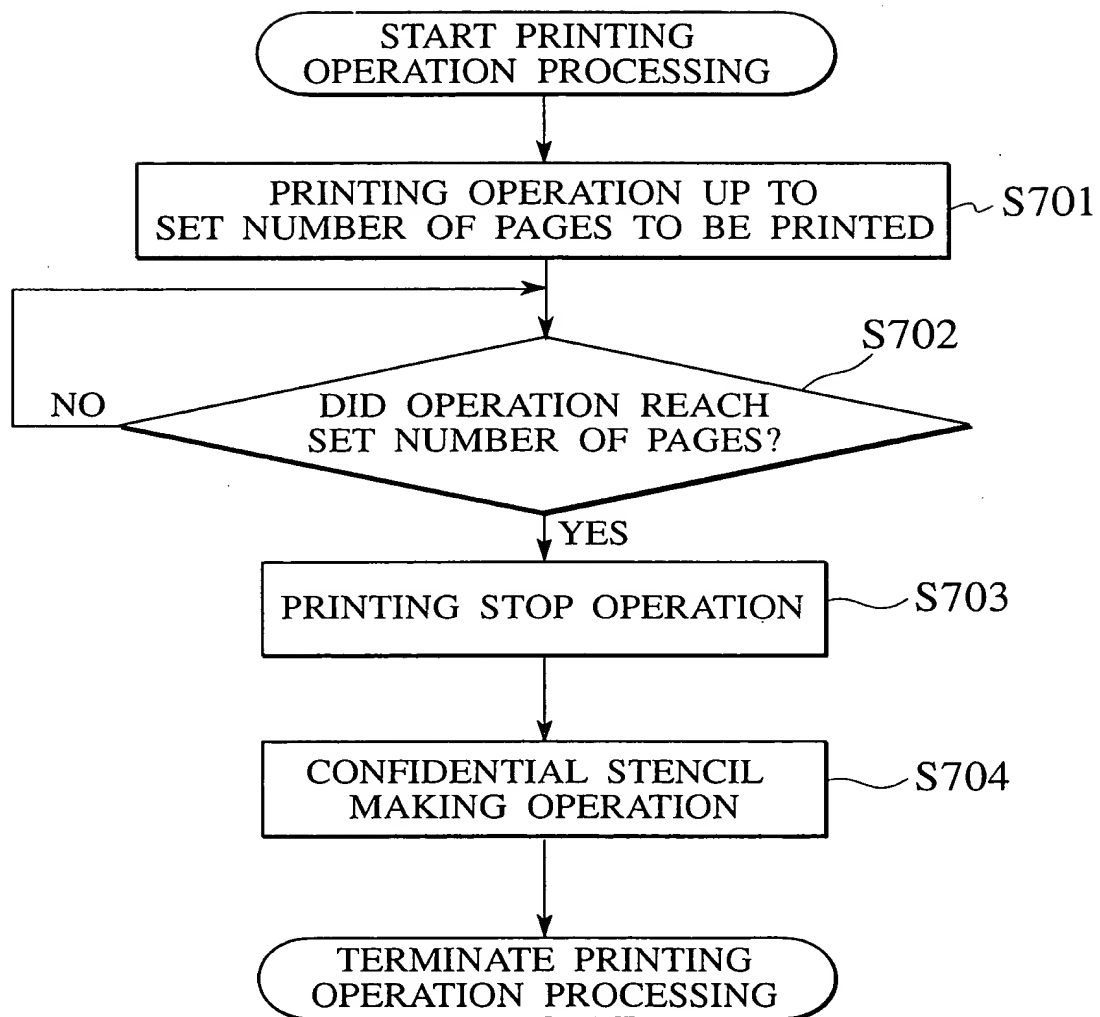 START PRINTING
OPERATION PROCESSING
PRINTING OPERATION UP TO
SET NUMBER OF PAGES TO BE PRINTED
S701
S702
NO
DID OPERATION REACH
SET NUMBER OF PAGES?
YES
PRINTING STOP OPERATION
S703
CONFIDENTIAL STENCIL
MAKING OPERATION
S704
TERMINATE PRINTING
OPERATION PROCESSING